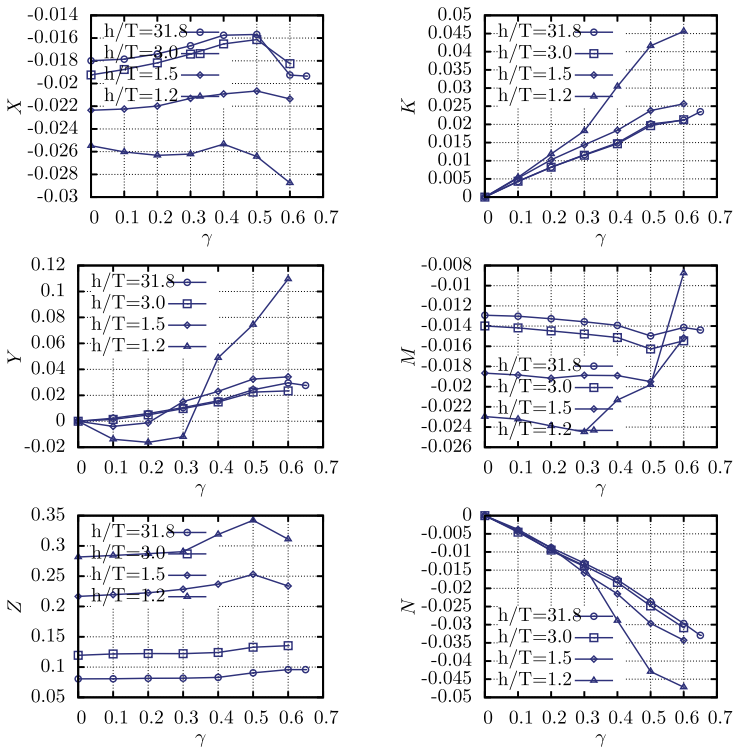 -0.014
-0.016
-0.018
-0.02
-0.022
-0.024
-0.026
-0.028
-0.03
X
h/T=31.8
h/T=3.0
h/T=1.5
h/T=1.2
0 0.1 0.2 0.3 0.4 0.5 0.6 0.7
γ
0.05
0.045
0.04
0.035
0.03
0.025
0.02
0.015
0.01
0.005
0
K
h/T=31.8
h/T=3.0
h/T=1.5
h/T=1.2
0 0.1 0.2 0.3 0.4 0.5 0.6 0.7
γ
0.12
0.1
0.08
0.06
0.04
0.02
0
-0.02
Y
h/T=31.8
h/T=3.0
h/T=1.5
h/T=1.2
0 0.1 0.2 0.3 0.4 0.5 0.6 0.7
γ
-0.008
-0.01
-0.012
-0.014
-0.016
-0.018
-0.02
-0.022
-0.024
-0.026
M
h/T=31.8
h/T=3.0
h/T=1.5
h/T=1.2
0 0.1 0.2 0.3 0.4 0.5 0.6 0.7
γ
0.35
0.3
0.25
0.2
0.15
0.1
0.05
Z
h/T=31.8
h/T=3.0
h/T=1.5
h/T=1.2
0 0.1 0.2 0.3 0.4 0.5 0.6 0.7
γ
0
-0.005
-0.01
-0.015
-0.02
-0.025
-0.03
-0.035
-0.04
-0.045
-0.05
N
h/T=31.8
h/T=3.0
h/T=1.5
h/T=1.2
0 0.1 0.2 0.3 0.4 0.5 0.6 0.7
γ